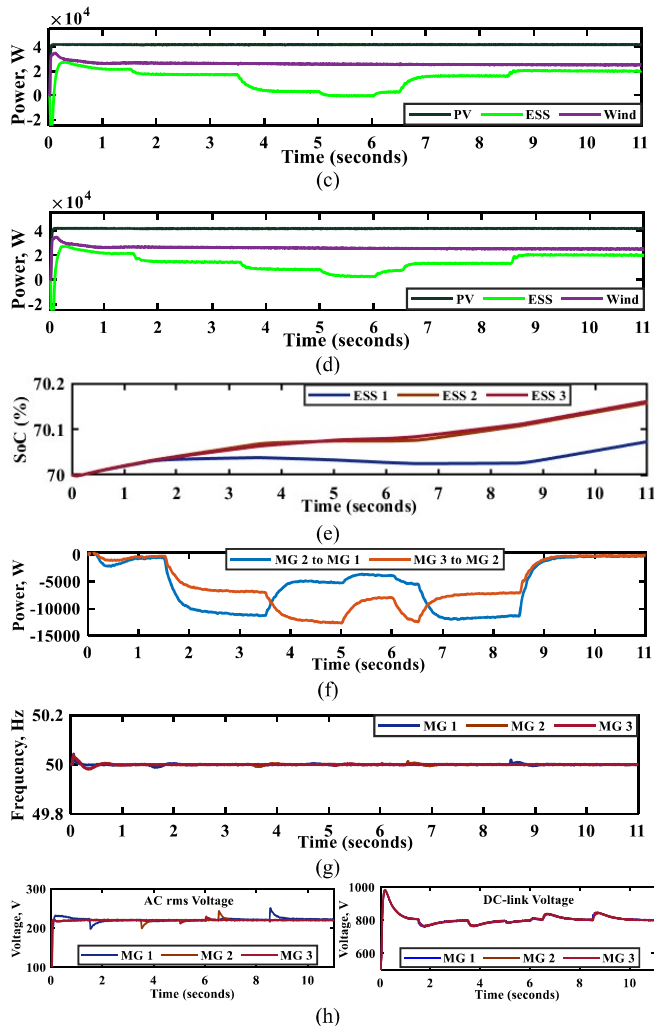 ×10⁴
4
2
0
-2
Power, W
PV ESS Wind
0 1 2 3 4 5 6 7 8 9 10 11
Time (seconds)
(c)
×10⁴
4
2
0
-2
Power, W
PV ESS Wind
0 1 2 3 4 5 6 7 8 9 10 11
Time (seconds)
(d)
70.2
70.1
70
SoC (%)
ESS 1 ESS 2 ESS 3
0 1 2 3 4 5 6 7 8 9 10 11
Time (seconds)
(e)
0
-5000
-10000
-15000
Power, W
MG 2 to MG 1 MG 3 to MG 2
0 1 2 3 4 5 6 7 8 9 10 11
Time (seconds)
(f)
50.2
50
49.8
Frequency, Hz
MG 1 MG 2 MG 3
0 1 2 3 4 5 6 7 8 9 10 11
Time (seconds)
(g)
300
200
100
Voltage, V
AC rms Voltage
MG 1 MG 2 MG 3
0 2 4 6 8 10
Time (seconds)
1000
800
600
Voltage, V
DC-link Voltage
MG 1 MG 2 MG 3
0 2 4 6 8 10
Time (seconds)
(h)